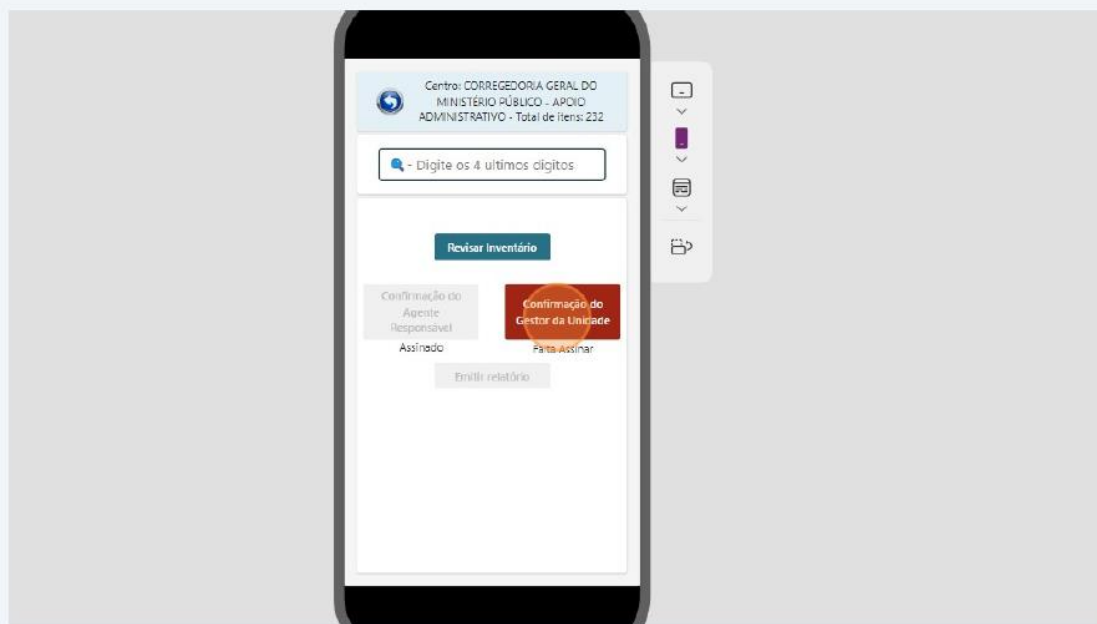 Centro: CORREGEDORIA GERAL DO
MINISTÉRIO PÚBLICO - APOIO
ADMINISTRATIVO - Total de itens: 232
- Digite os 4 ultimos digitos
Revisar Inventário
Confirmação do
Agente
Responsável
Assinado
Confirmação do
Gestor da Unidade
Falta Assinar
Emitir relatório